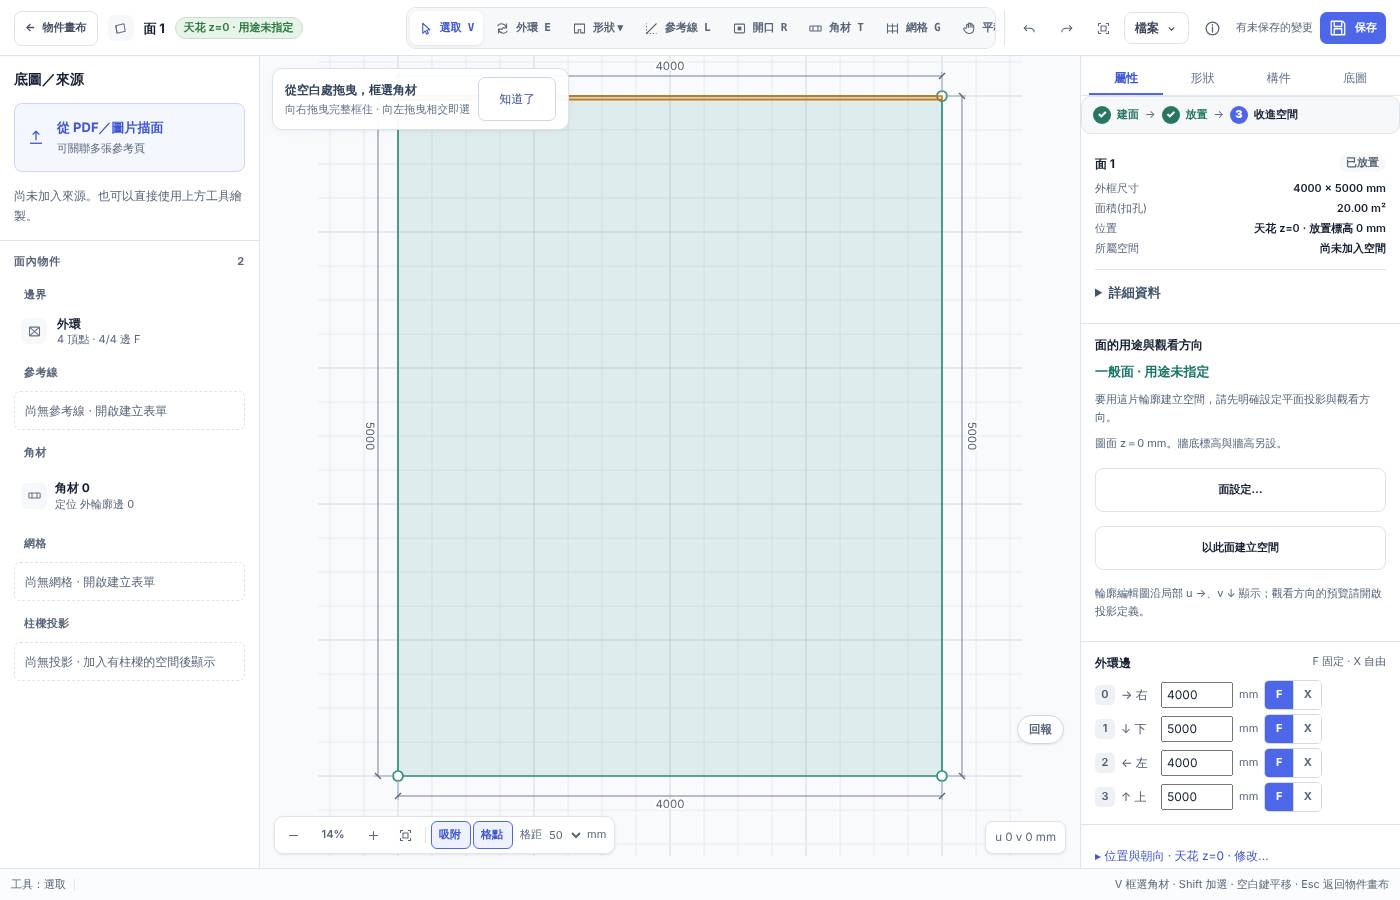 ← 物件畫布
面 1
天花 z=0 · 用途未指定
選取 V
外環 E
形狀▾
參考線 L
開口 R
角材 T
網格 G
檔案
有未保存的變更
保存
底圖／來源
從 PDF／圖片描面
可關聯多張參考頁
尚未加入來源。也可以直接使用上方工具繪
製。
面內物件 2
邊界
外環
4 頂點 · 4/4 邊 F
參考線
尚無參考線 · 開啟建立表單
角材
角材 0
定位 外輪廓邊 0
網格
尚無網格 · 開啟建立表單
柱樑投影
尚無投影 · 加入有柱樑的空間後顯示
從空白處拖曳，框選角材
向右拖曳完整框住 · 向左拖曳相交即選
知道了
4000
5000
5000
4000
回報
− 14% +
吸附 格點 格距 50 mm
u 0 v 0 mm
屬性 形狀 構件 底圖
建面 → 放置 → 3 收進空間
面 1 已放置
外框尺寸 4000 × 5000 mm
面積(扣孔) 20.00 m²
位置 天花 z=0 · 放置標高 0 mm
所屬空間 尚未加入空間
▶ 詳細資料
面的用途與觀看方向
一般面 · 用途未指定
要用這片輪廓建立空間，請先明確設定平面投影與觀看方
向。
圖面 z＝0 mm。牆底標高與牆高另設。
面設定…
以此面建立空間
輪廓編輯圖沿局部 u →、v ↓ 顯示；觀看方向的預覽請開啟
投影定義。
外環邊 F 固定 · X 自由
0 → 右 4000 mm F X
1 ↓ 下 5000 mm F X
2 ← 左 4000 mm F X
3 ↑ 上 5000 mm F X
▸ 位置與朝向 · 天花 z=0 · 修改…
工具：選取
V 框選角材 · Shift 加選 · 空白鍵平移 · Esc 返回物件畫布